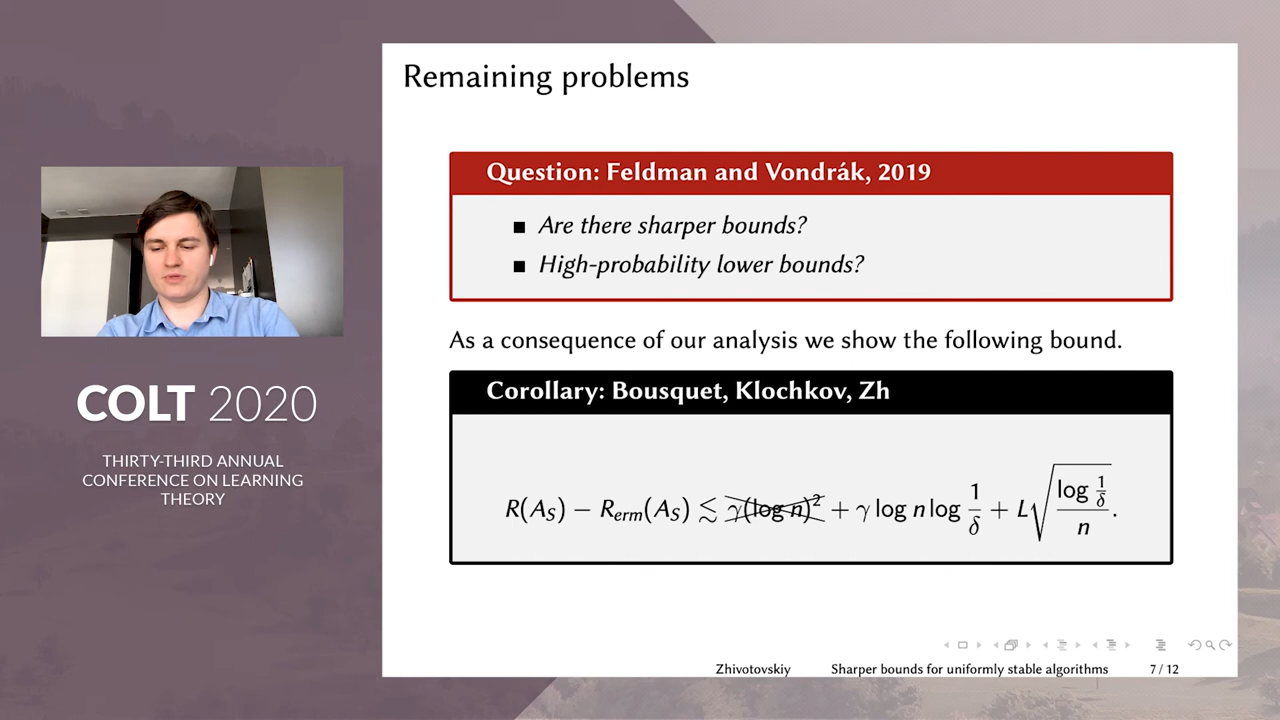 COLT 2020
THIRTY-THIRD ANNUAL
CONFERENCE ON LEARNING
THEORY
Remaining problems
Question: Feldman and Vondrák, 2019
■ Are there sharper bounds?
■ High-probability lower bounds?
As a consequence of our analysis we show the following bound.
Corollary: Bousquet, Klochkov, Zh
R(A_S) − R_erm(A_S) ≲ γ(log n)² + γ log n log 1/δ + L√(log 1/δ / n).
Zhivotovskiy Sharper bounds for uniformly stable algorithms 7 / 12